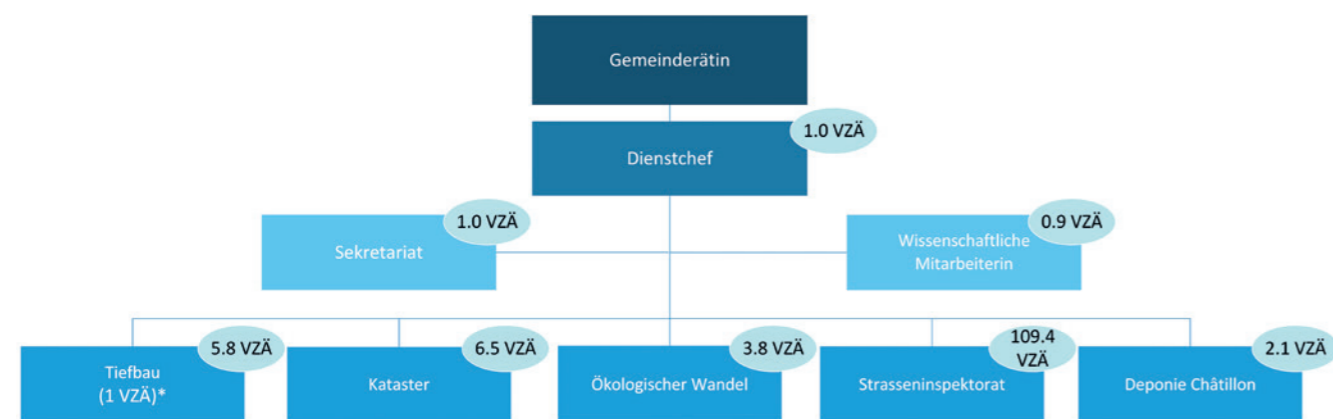 Gemeinderätin
1.0 VZÄ
Dienstchef
1.0 VZÄ
Sekretariat
0.9 VZÄ
Wissenschaftliche
Mitarbeiterin
5.8 VZÄ
Tiefbau
(1 VZÄ)*
6.5 VZÄ
Kataster
3.8 VZÄ
Ökologischer Wandel
109.4
VZÄ
Strasseninspektorat
2.1 VZÄ
Deponie Châtillon